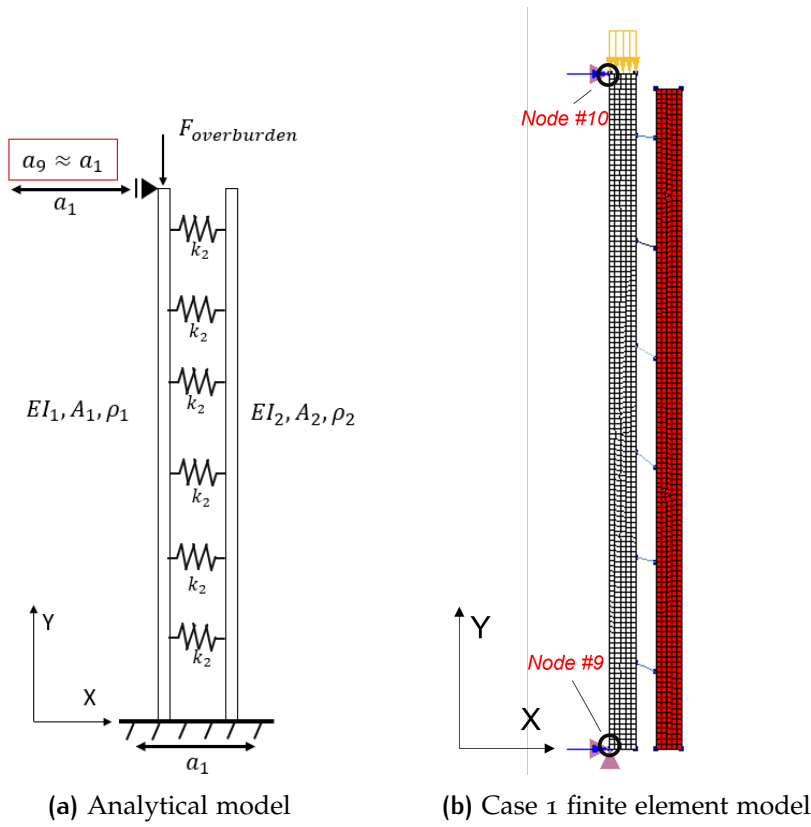 F_overburden
a₉ ≈ a₁
a₁
k₂
k₂
k₂
EI₁, A₁, ρ₁
EI₂, A₂, ρ₂
k₂
k₂
k₂
Y
X
a₁
(a) Analytical model
Node #10
Node #9
Y
X
(b) Case 1 finite element model